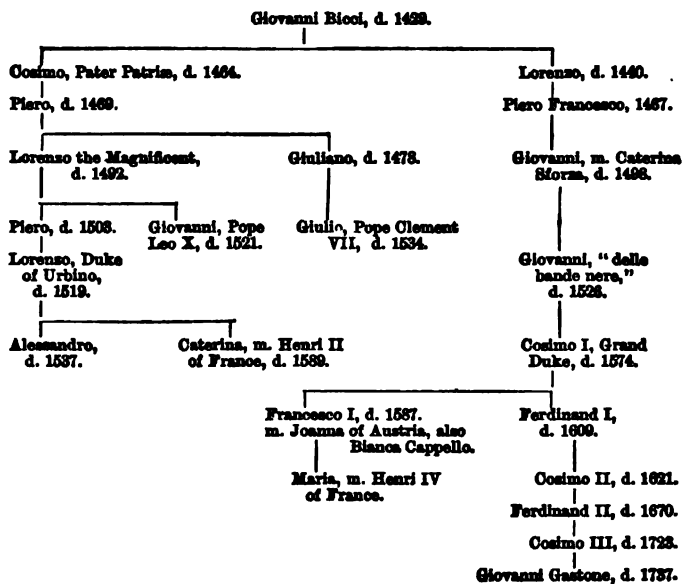 Giovanni Bicci, d. 1429.
Cosimo, Pater Patriæ, d. 1464.
Lorenzo, d. 1440.
Piero, d. 1469.
Piero Francesco, 1467.
Lorenzo the Magnificent,
d. 1492.
Giuliano, d. 1478.
Giovanni, m. Caterina
Sforza, d. 1498.
Piero, d. 1503.
Giovanni, Pope
Leo X, d. 1521.
Giulio, Pope Clement
VII, d. 1534.
Lorenzo, Duke
of Urbino,
d. 1519.
Giovanni, "delle
bande nere,"
d. 1526.
Alessandro,
d. 1537.
Caterina, m. Henri II
of France, d. 1589.
Cosimo I, Grand
Duke, d. 1574.
Francesco I, d. 1587.
m. Joanna of Austria, also
Bianca Cappello.
Ferdinand I,
d. 1609.
Maria, m. Henri IV
of France.
Cosimo II, d. 1621.
Ferdinand II, d. 1670.
Cosimo III, d. 1723.
Giovanni Gastone, d. 1737.